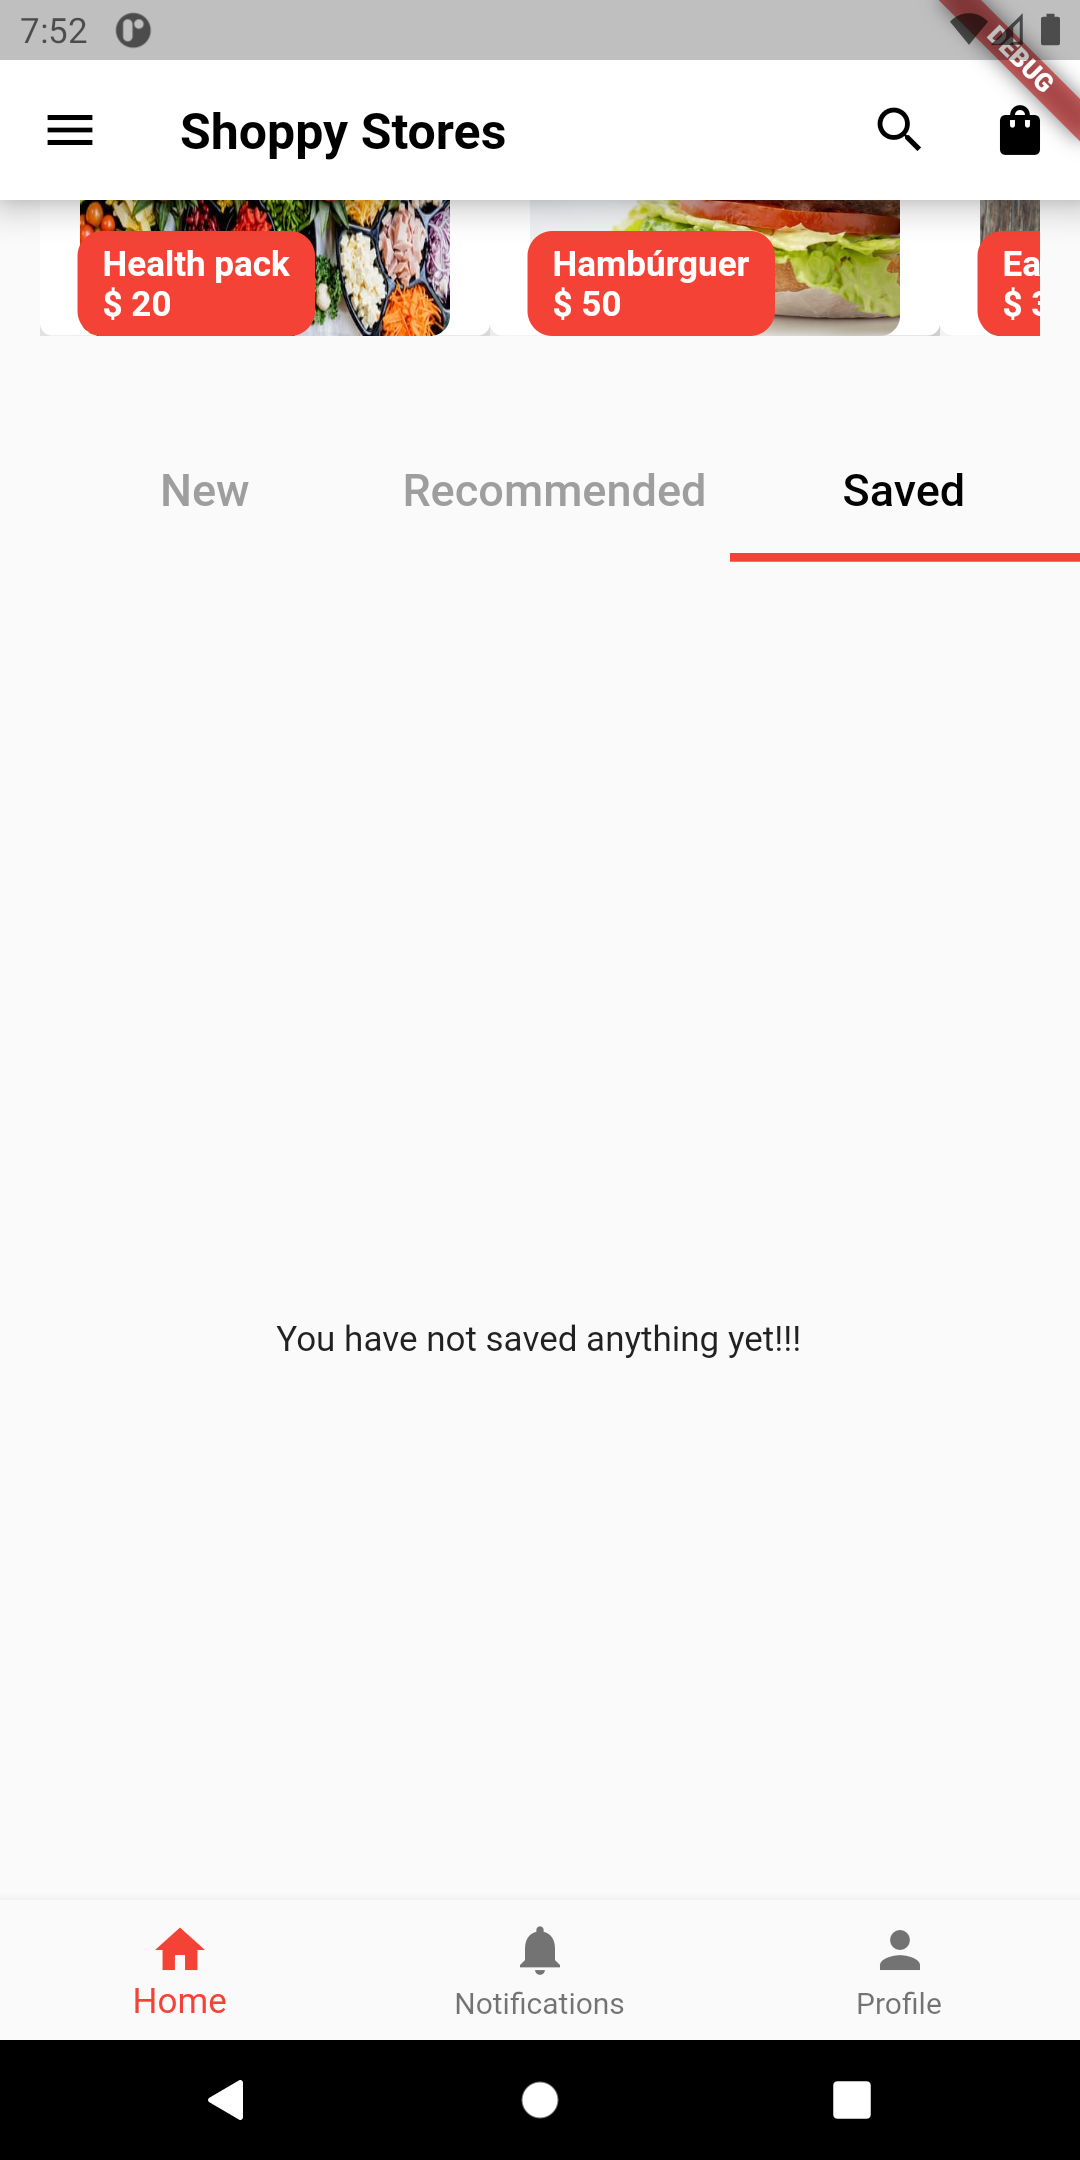 7:52
DEBUG
Shoppy Stores
Health pack
$ 20
Hambúrguer
$ 50
Ea
$ 3
New
Recommended
Saved
You have not saved anything yet!!!
Home
Notifications
Profile